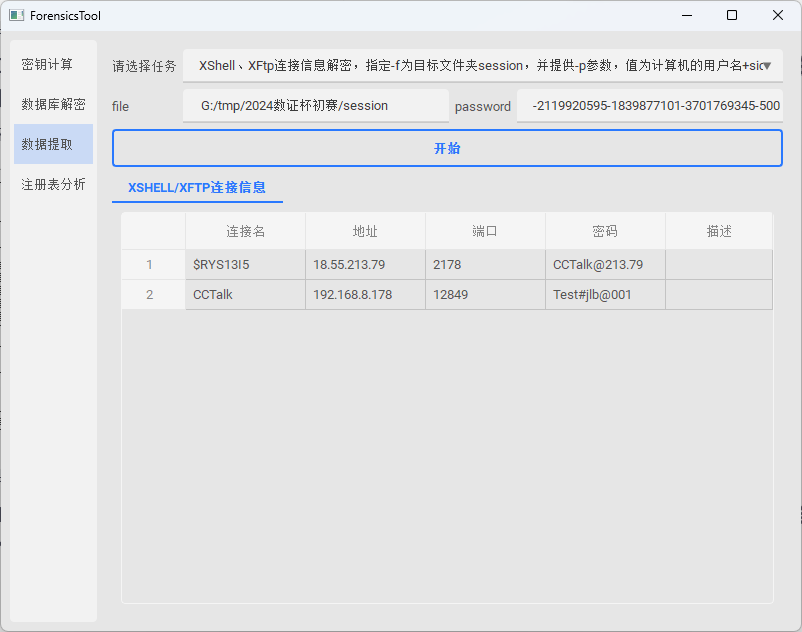 ForensicsTool
密钥计算
数据库解密
数据提取
注册表分析
请选择任务 XShell、XFtp连接信息解密，指定-f为目标文件夹session，并提供-p参数，值为计算机的用户名+sid
file G:/tmp/2024数证杯初赛/session password -2119920595-1839877101-3701769345-500
开始
XSHELL/XFTP连接信息
连接名 地址 端口 密码 描述
1 $RYS13I5 18.55.213.79 2178 CCTalk@213.79
2 CCTalk 192.168.8.178 12849 Test#jlb@001